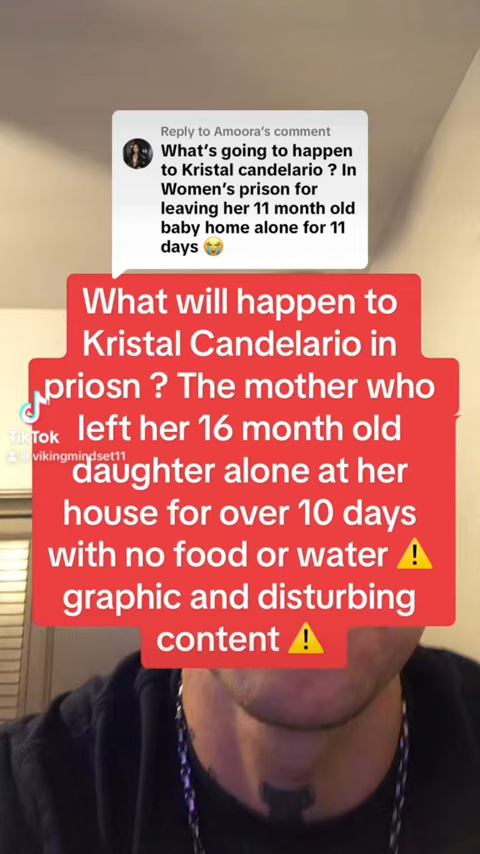 Reply to Amoora's comment
What's going to happen
to Kristal candelario ? In
Women's prison for
leaving her 11 month old
baby home alone for 11
days 😭
What will happen to
Kristal Candelario in
priosn ? The mother who
left her 16 month old
daughter alone at her
house for over 10 days
with no food or water ⚠️
graphic and disturbing
content ⚠️
TikTok
@vikingmindset11